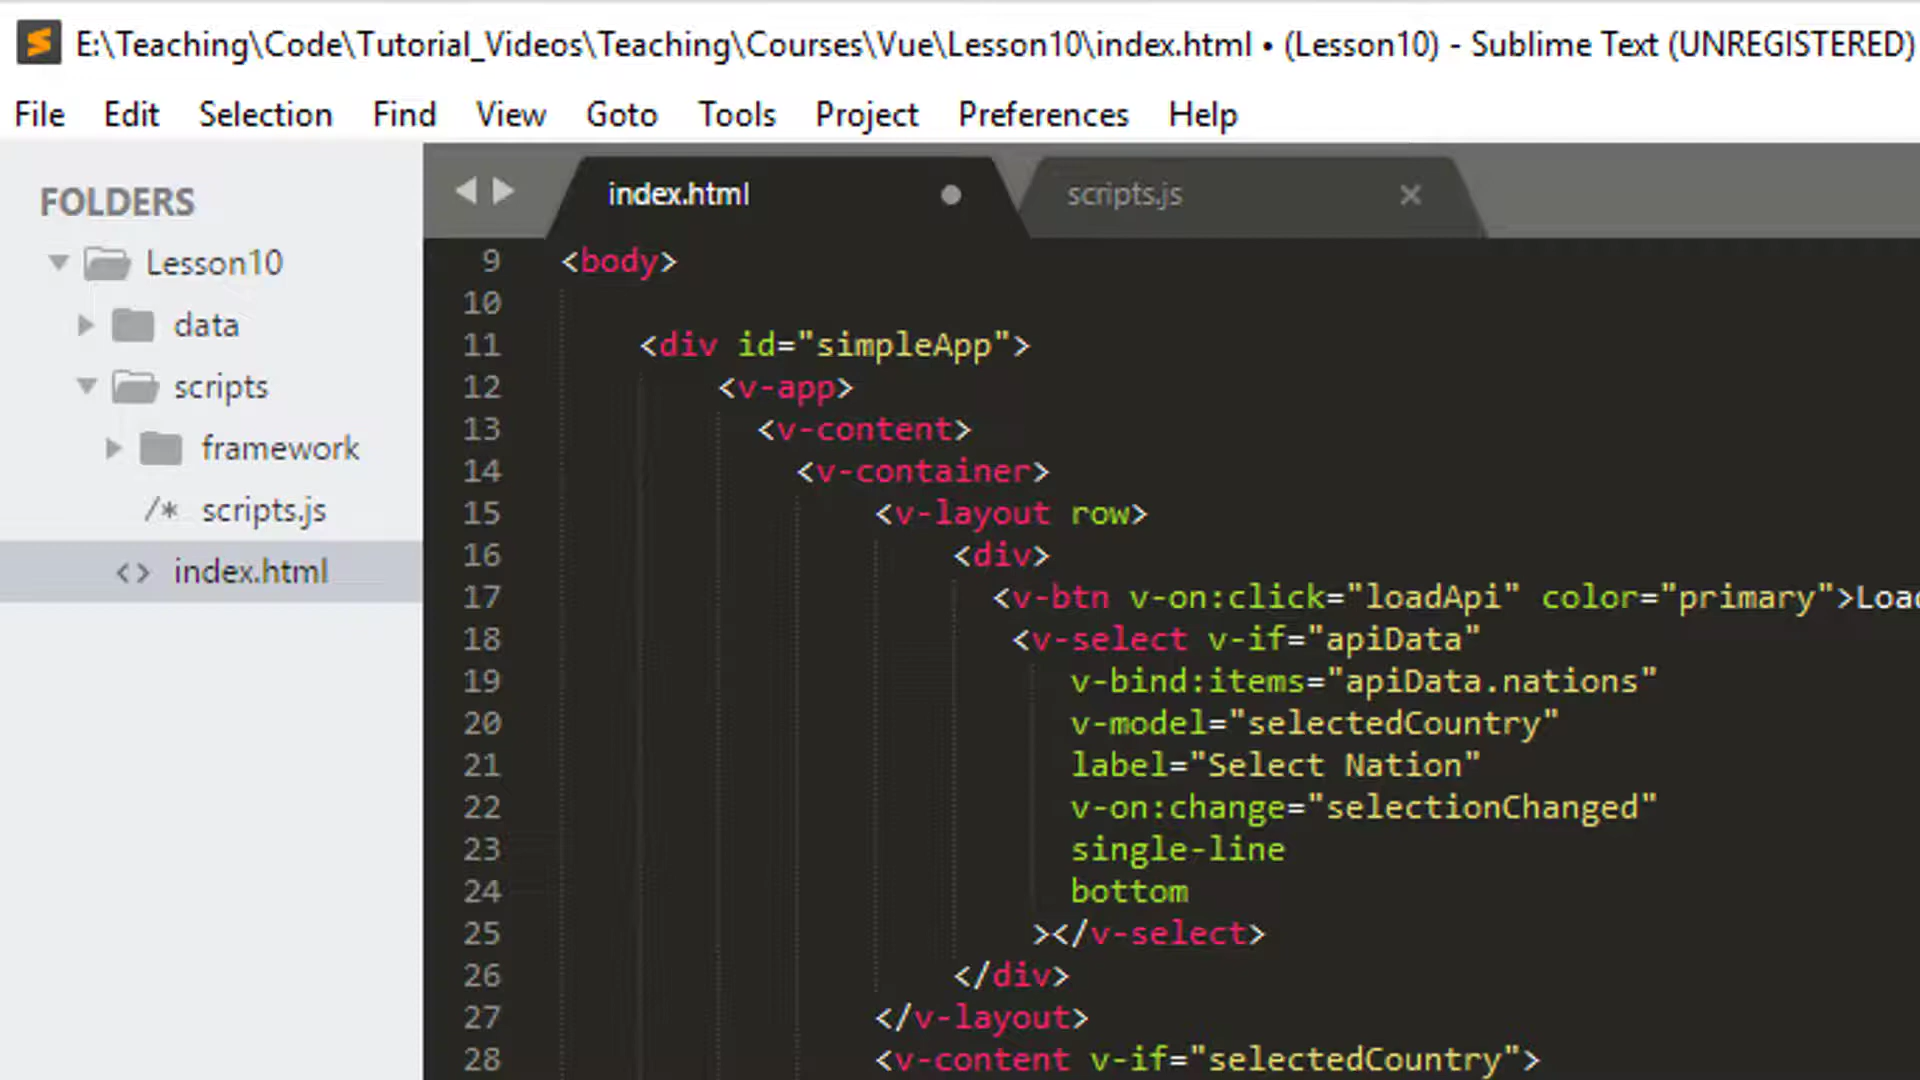 E:\Teaching\Code\Tutorial_Videos\Teaching\Courses\Vue\Lesson10\index.html • (Lesson10) - Sublime Text (UNREGISTERED)
File Edit Selection Find View Goto Tools Project Preferences Help
FOLDERS
Lesson10
data
scripts
framework
/* scripts.js
<> index.html
index.html scripts.js
9 <body>
10
11 <div id="simpleApp">
12 <v-app>
13 <v-content>
14 <v-container>
15 <v-layout row>
16 <div>
17 <v-btn v-on:click="loadApi" color="primary">Load
18 <v-select v-if="apiData"
19 v-bind:items="apiData.nations"
20 v-model="selectedCountry"
21 label="Select Nation"
22 v-on:change="selectionChanged"
23 single-line
24 bottom
25 ></v-select>
26 </div>
27 </v-layout>
28 <v-content v-if="selectedCountry">